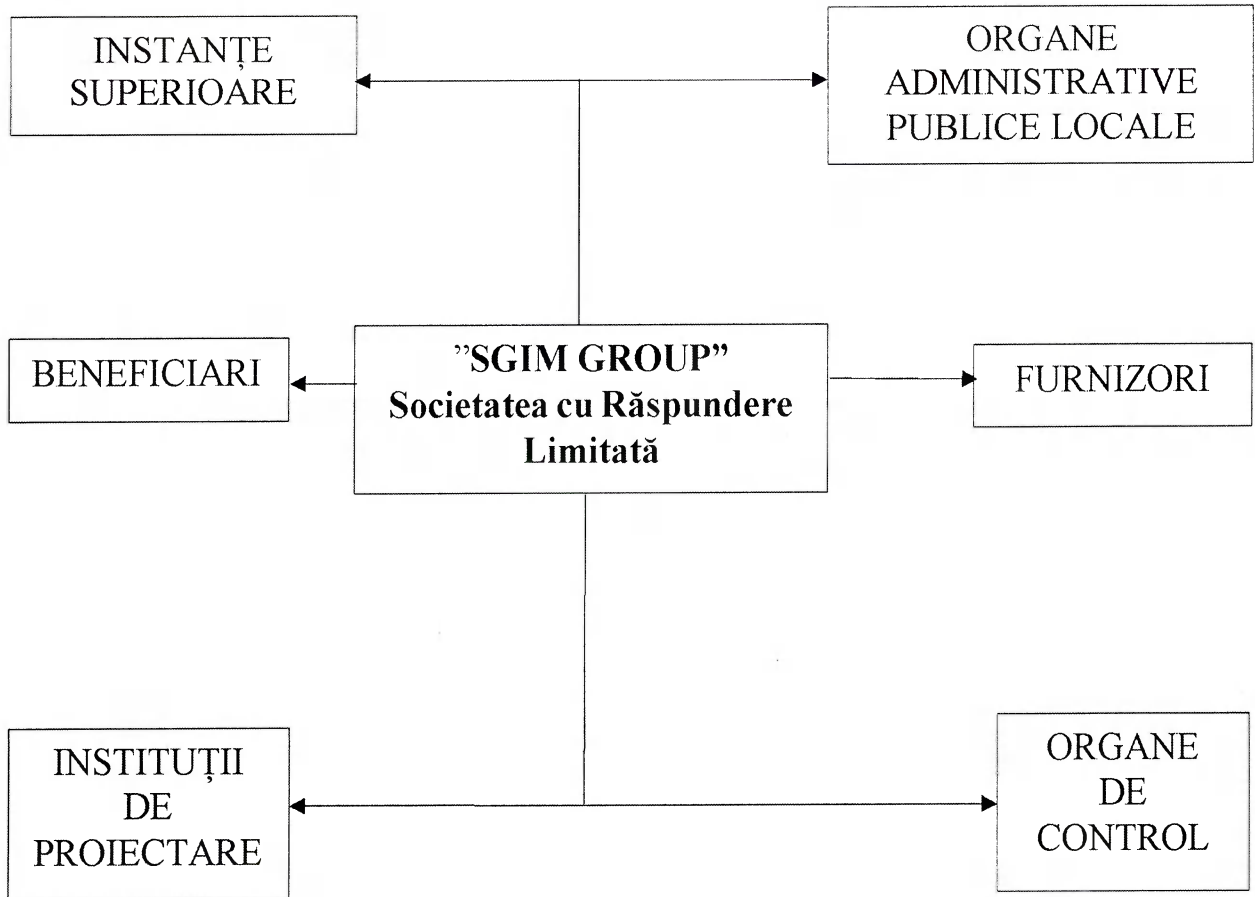 INSTANȚE
SUPERIOARE
ORGANE
ADMINISTRATIVE
PUBLICE LOCALE
BENEFICIARI
”SGIM GROUP”
Societatea cu Răspundere
Limitată
FURNIZORI
INSTITUȚII
DE
PROIECTARE
ORGANE
DE
CONTROL